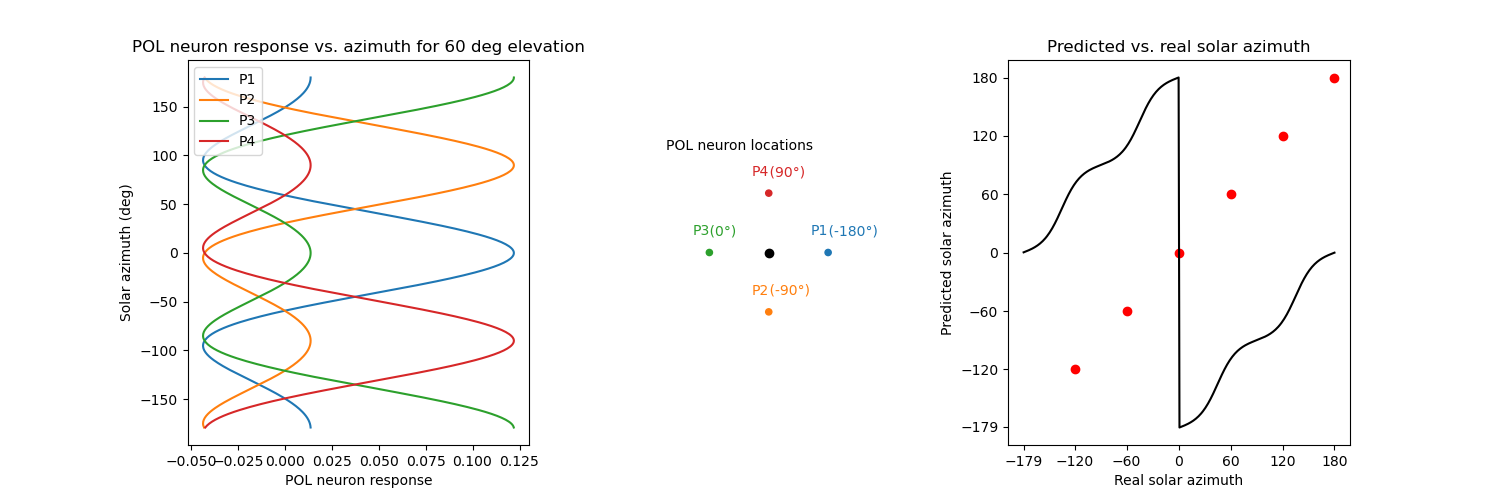 POL neuron response vs. azimuth for 60 deg elevation
P1
P2
P3
P4
150
100
50
0
−50
−100
−150
Solar azimuth (deg)
−0.050 −0.025 0.000 0.025 0.050 0.075 0.100 0.125
POL neuron response
POL neuron locations
P4(90°)
P3(0°)
P1(-180°)
P2(-90°)
Predicted vs. real solar azimuth
180
120
60
0
−60
−120
−179
Predicted solar azimuth
−179 −120 −60 0 60 120 180
Real solar azimuth